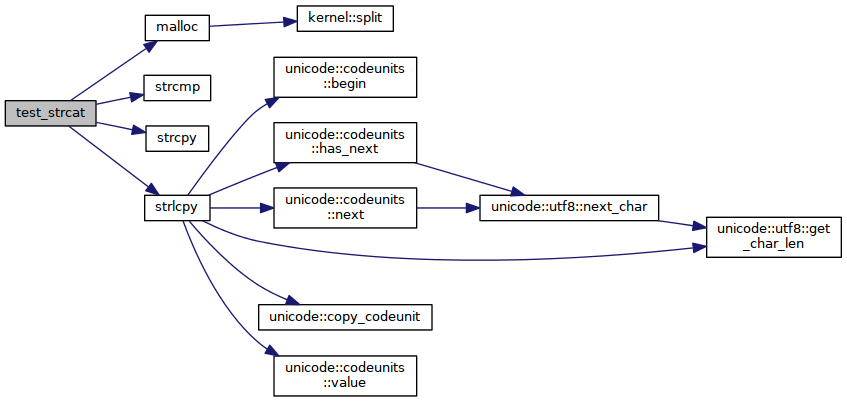 malloc
kernel::split
unicode::codeunits
::begin
strcmp
test_strcat
strcpy
unicode::codeunits
::has_next
strlcpy
unicode::codeunits
::next
unicode::utf8::next_char
unicode::utf8::get
_char_len
unicode::copy_codeunit
unicode::codeunits
::value